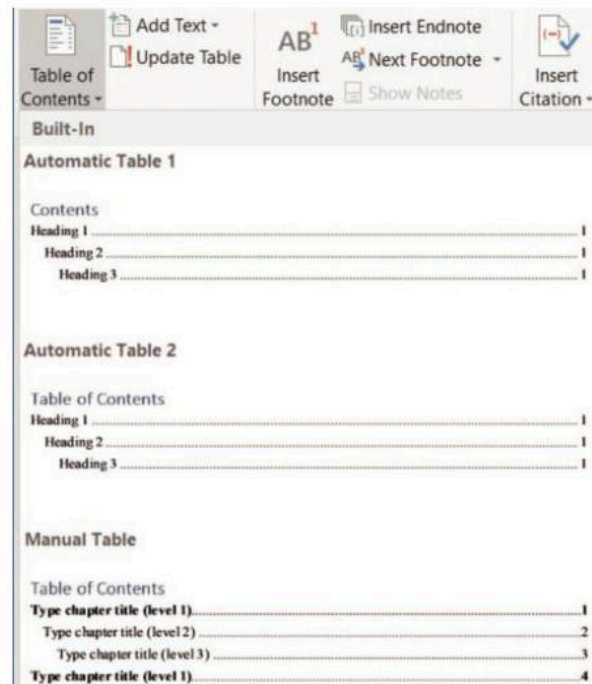 Table of Contents
Add Text
Update Table
AB1
Insert Footnote
Insert Endnote
AB1 Next Footnote
Show Notes
Insert Citation
Built-In
Automatic Table 1
Contents
Heading 1 ........ 1
Heading 2 ........ 1
Heading 3 ........ 1
Automatic Table 2
Table of Contents
Heading 1 ........ 1
Heading 2 ........ 1
Heading 3 ........ 1
Manual Table
Table of Contents
Type chapter title (level 1) ........ 1
Type chapter title (level 2) ........ 2
Type chapter title (level 3) ........ 3
Type chapter title (level 1) ........ 4